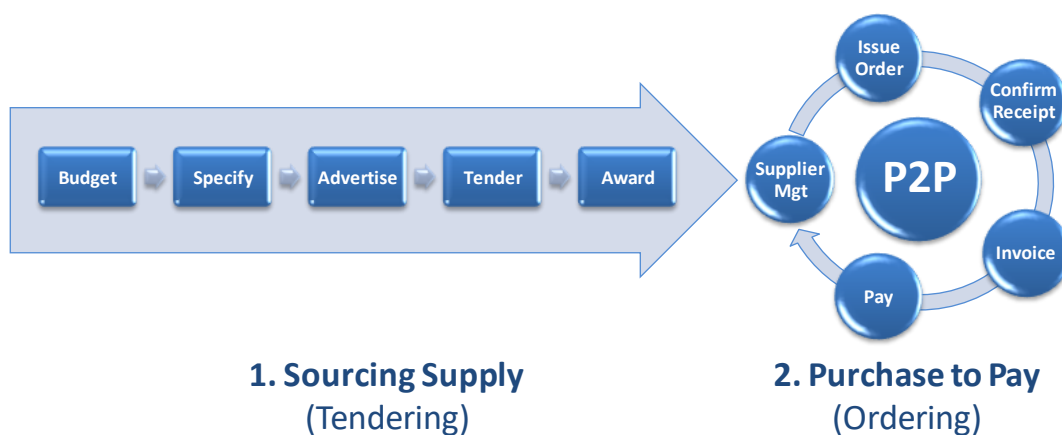 Budget
Specify
Advertise
Tender
Award
Issue
Order
Confirm
Receipt
Supplier
Mgt
P2P
Invoice
Pay
1. Sourcing Supply
(Tendering)
2. Purchase to Pay
(Ordering)